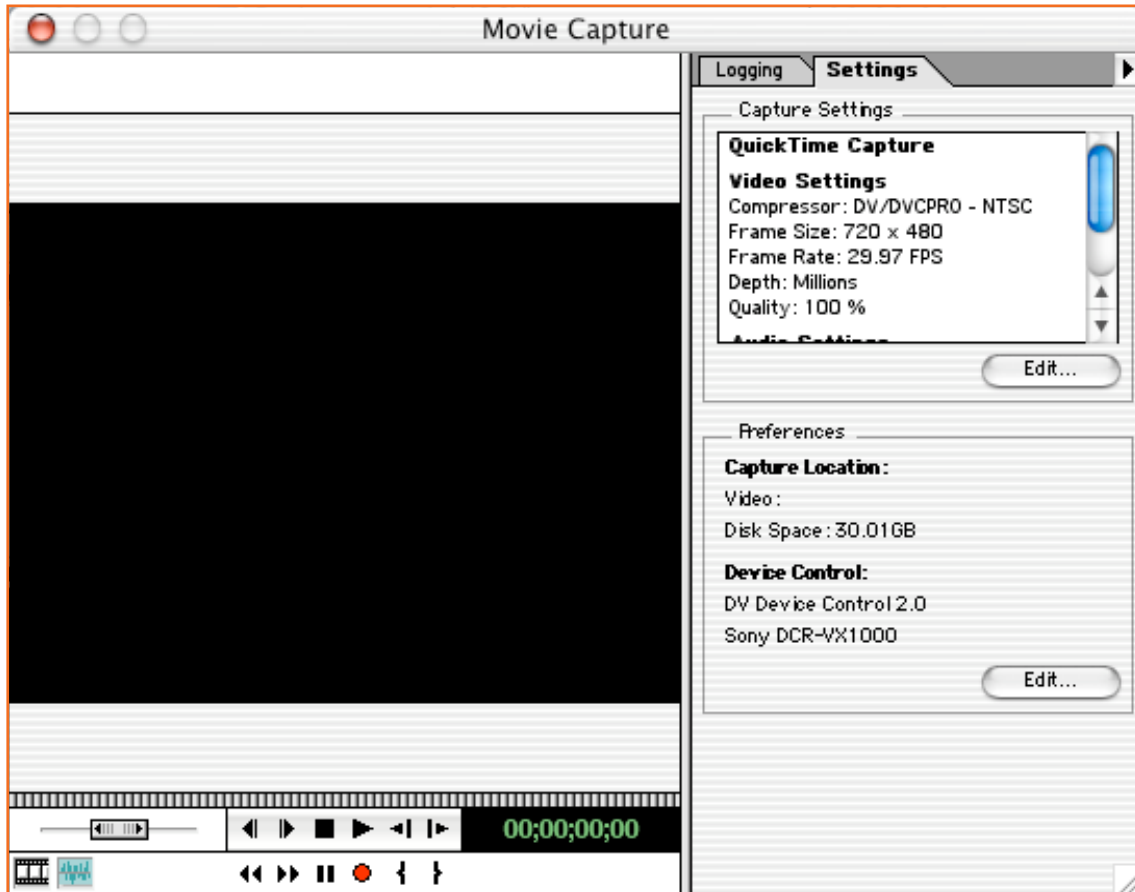 Movie Capture
Logging
Settings
Capture Settings
QuickTime Capture
Video Settings
Compressor: DV/DVCPRO - NTSC
Frame Size: 720 x 480
Frame Rate: 29.97 FPS
Depth: Millions
Quality: 100 %
Audio Settings
Edit...
Preferences
Capture Location:
Video:
Disk Space: 30.01GB
Device Control:
DV Device Control 2.0
Sony DCR-VX1000
Edit...
00;00;00;00